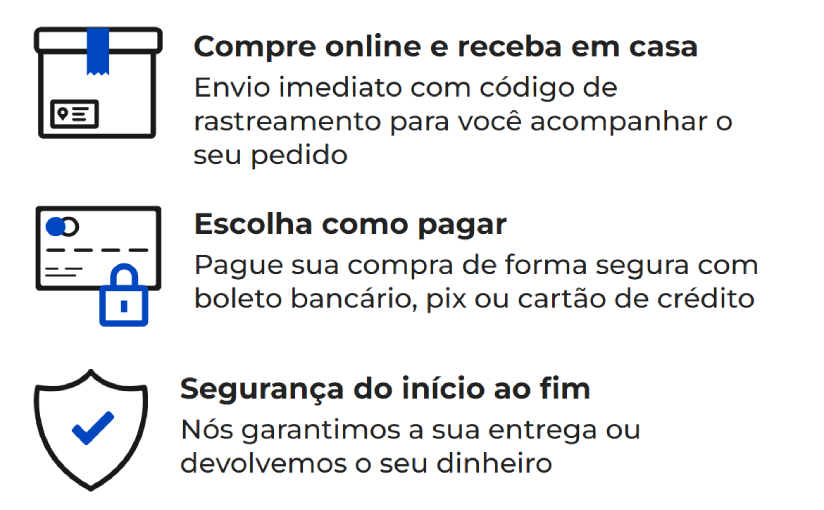 Compre online e receba em casa
Envio imediato com código de
rastreamento para você acompanhar o
seu pedido
Escolha como pagar
Pague sua compra de forma segura com
boleto bancário, pix ou cartão de crédito
Segurança do início ao fim
Nós garantimos a sua entrega ou
devolvemos o seu dinheiro